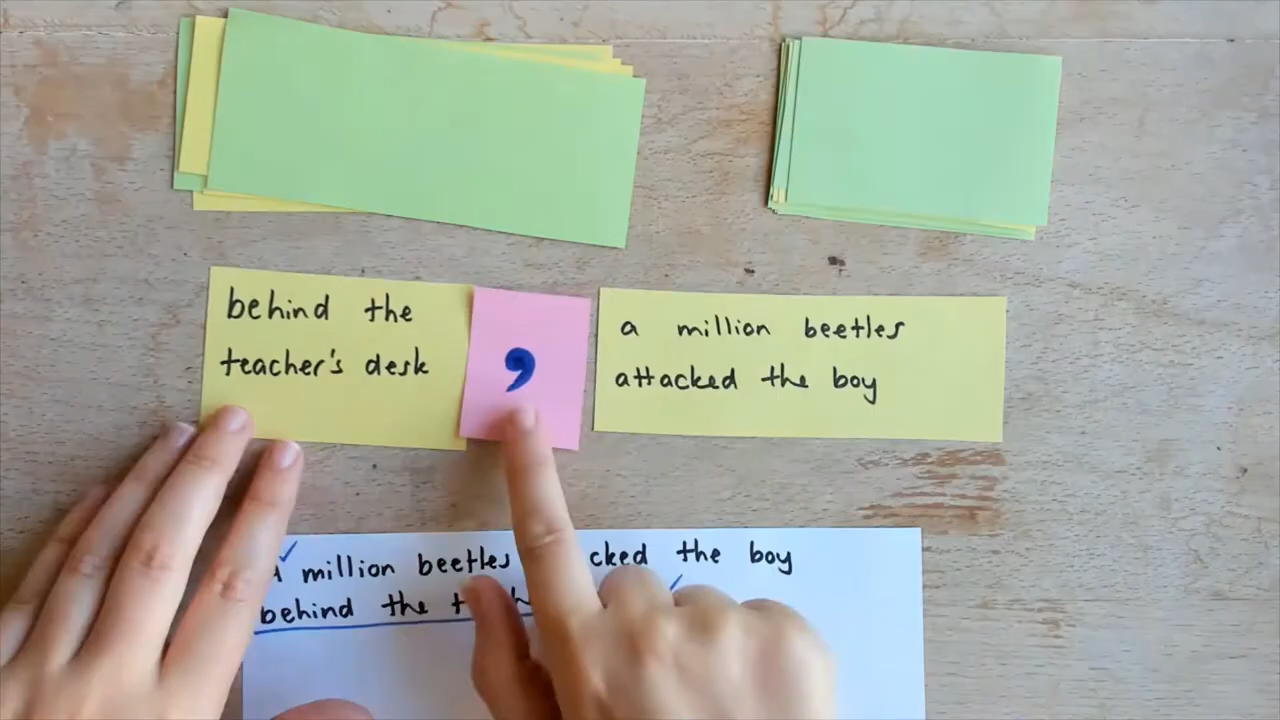 behind the
teacher's desk
,
a million beetles
attacked the boy
million beetles cked the boy
behind the